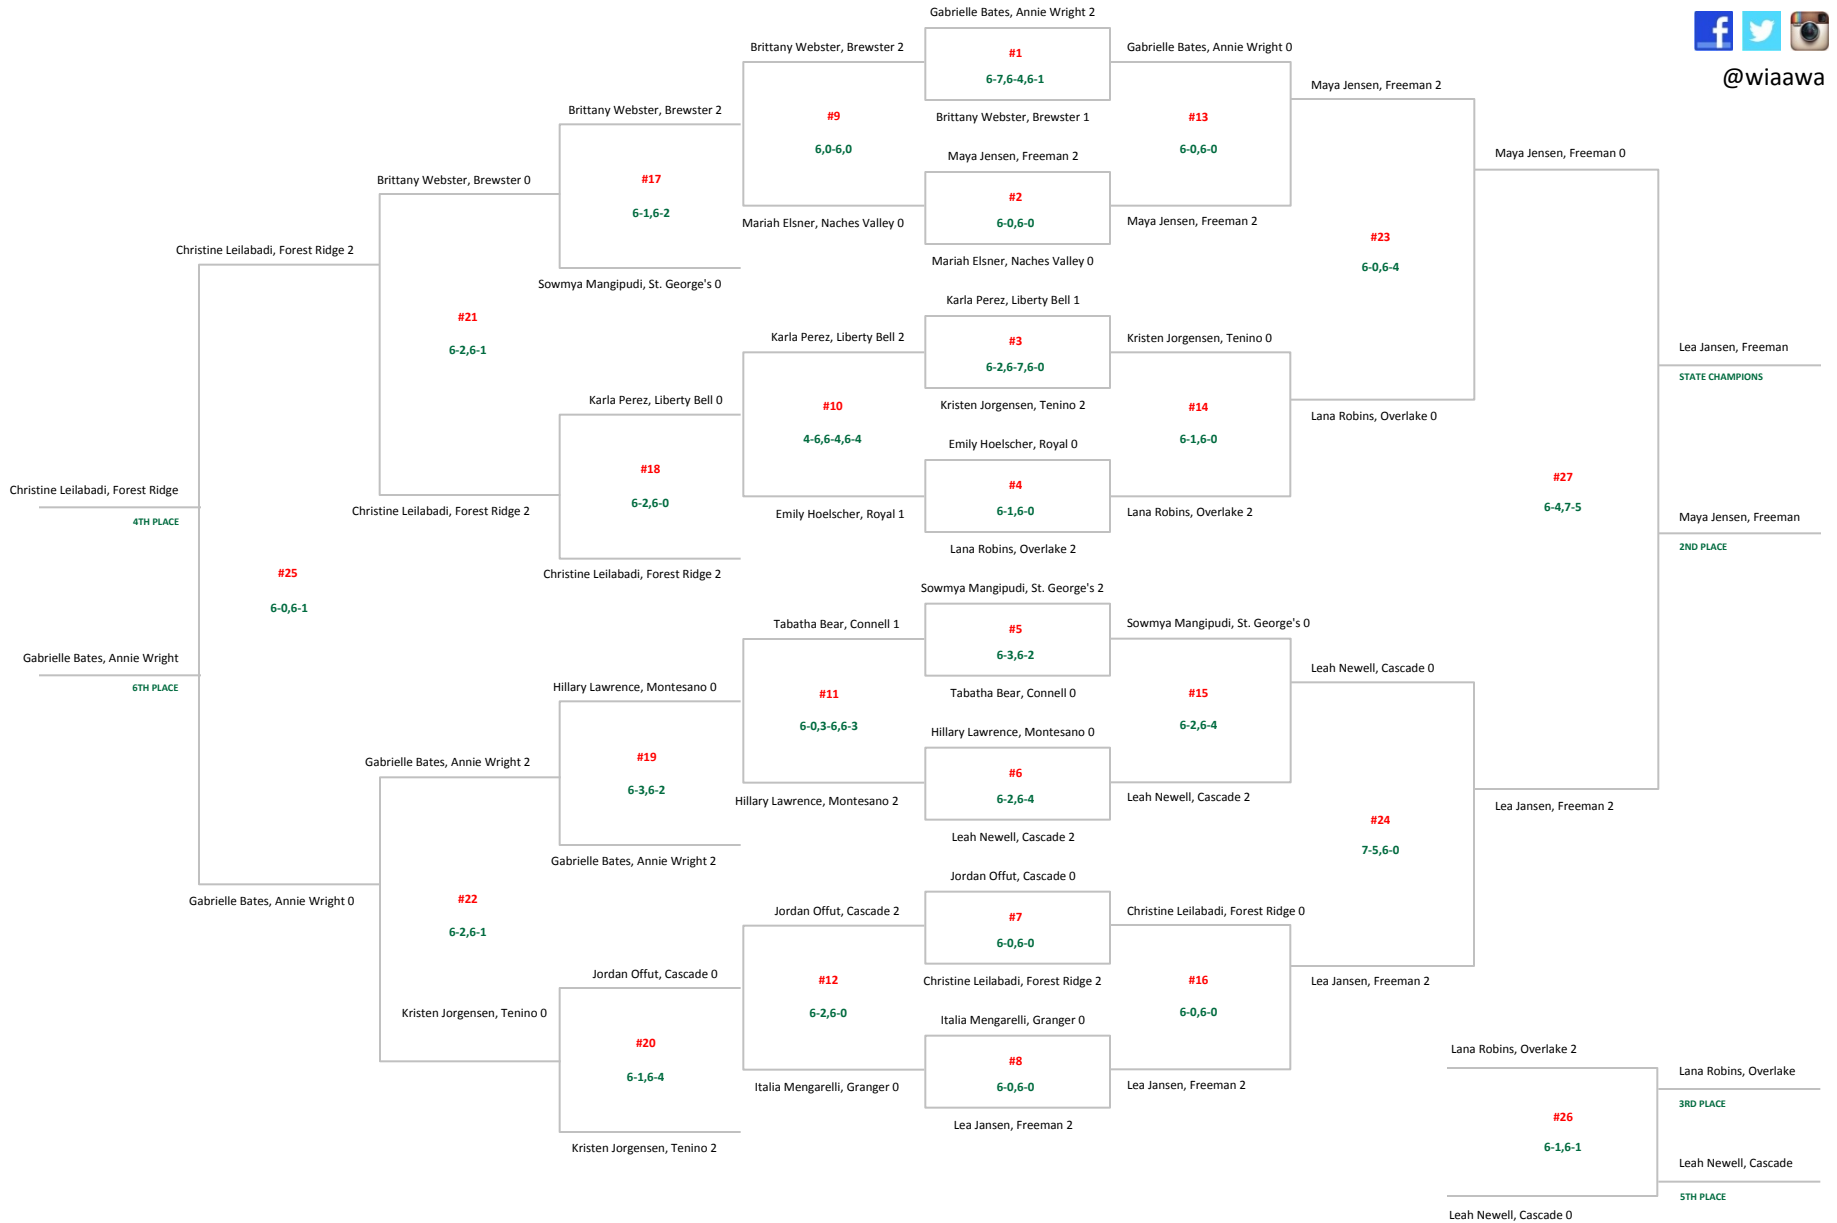 Gabrielle Bates, Annie Wright 2
Brittany Webster, Brewster 2
#1
Gabrielle Bates, Annie Wright 0
6-7,6-4,6-1
@wiaawa
Maya Jensen, Freeman 2
Brittany Webster, Brewster 2
#9
Brittany Webster, Brewster 1
#13
6,0-6,0
6-0,6-0
Maya Jensen, Freeman 2
Maya Jensen, Freeman 0
Brittany Webster, Brewster 0
#17
#2
6-1,6-2
Mariah Elsner, Naches Valley 0
6-0,6-0
Maya Jensen, Freeman 2
#23
Christine Leilabadi, Forest Ridge 2
Mariah Elsner, Naches Valley 0
6-0,6-4
Sowmya Mangipudi, St. George's 0
Karla Perez, Liberty Bell 1
#21
Karla Perez, Liberty Bell 2
#3
Kristen Jorgensen, Tenino 0
6-2,6-1
6-2,6-7,6-0
Lea Jansen, Freeman
STATE CHAMPIONS
Karla Perez, Liberty Bell 0
#10
Kristen Jorgensen, Tenino 2
#14
Lana Robins, Overlake 0
4-6,6-4,6-4
6-1,6-0
Emily Hoelscher, Royal 0
#18
#4
#27
Christine Leilabadi, Forest Ridge
6-2,6-0
6-4,7-5
Christine Leilabadi, Forest Ridge 2
Emily Hoelscher, Royal 1
6-1,6-0
Lana Robins, Overlake 2
Maya Jensen, Freeman
4TH PLACE
2ND PLACE
Lana Robins, Overlake 2
#25
Christine Leilabadi, Forest Ridge 2
6-0,6-1
Sowmya Mangipudi, St. George's 2
Tabatha Bear, Connell 1
#5
Sowmya Mangipudi, St. George's 0
Gabrielle Bates, Annie Wright
6-3,6-2
Leah Newell, Cascade 0
6TH PLACE
Hillary Lawrence, Montesano 0
#11
Tabatha Bear, Connell 0
#15
6-0,3-6,6-3
6-2,6-4
Hillary Lawrence, Montesano 0
Gabrielle Bates, Annie Wright 2
#19
#6
6-3,6-2
Hillary Lawrence, Montesano 2
6-2,6-4
Leah Newell, Cascade 2
Lea Jansen, Freeman 2
#24
Leah Newell, Cascade 2
7-5,6-0
Gabrielle Bates, Annie Wright 2
Jordan Offut, Cascade 0
Gabrielle Bates, Annie Wright 0
#22
Jordan Offut, Cascade 2
#7
Christine Leilabadi, Forest Ridge 0
6-2,6-1
6-0,6-0
Jordan Offut, Cascade 0
#12
Christine Leilabadi, Forest Ridge 2
#16
Lea Jansen, Freeman 2
Kristen Jorgensen, Tenino 0
6-2,6-0
6-0,6-0
Italia Mengarelli, Granger 0
#20
#8
Lana Robins, Overlake 2
6-1,6-4
Italia Mengarelli, Granger 0
6-0,6-0
Lea Jansen, Freeman 2
Lana Robins, Overlake
3RD PLACE
Kristen Jorgensen, Tenino 2
Lea Jansen, Freeman 2
#26
6-1,6-1
Leah Newell, Cascade
5TH PLACE
Leah Newell, Cascade 0